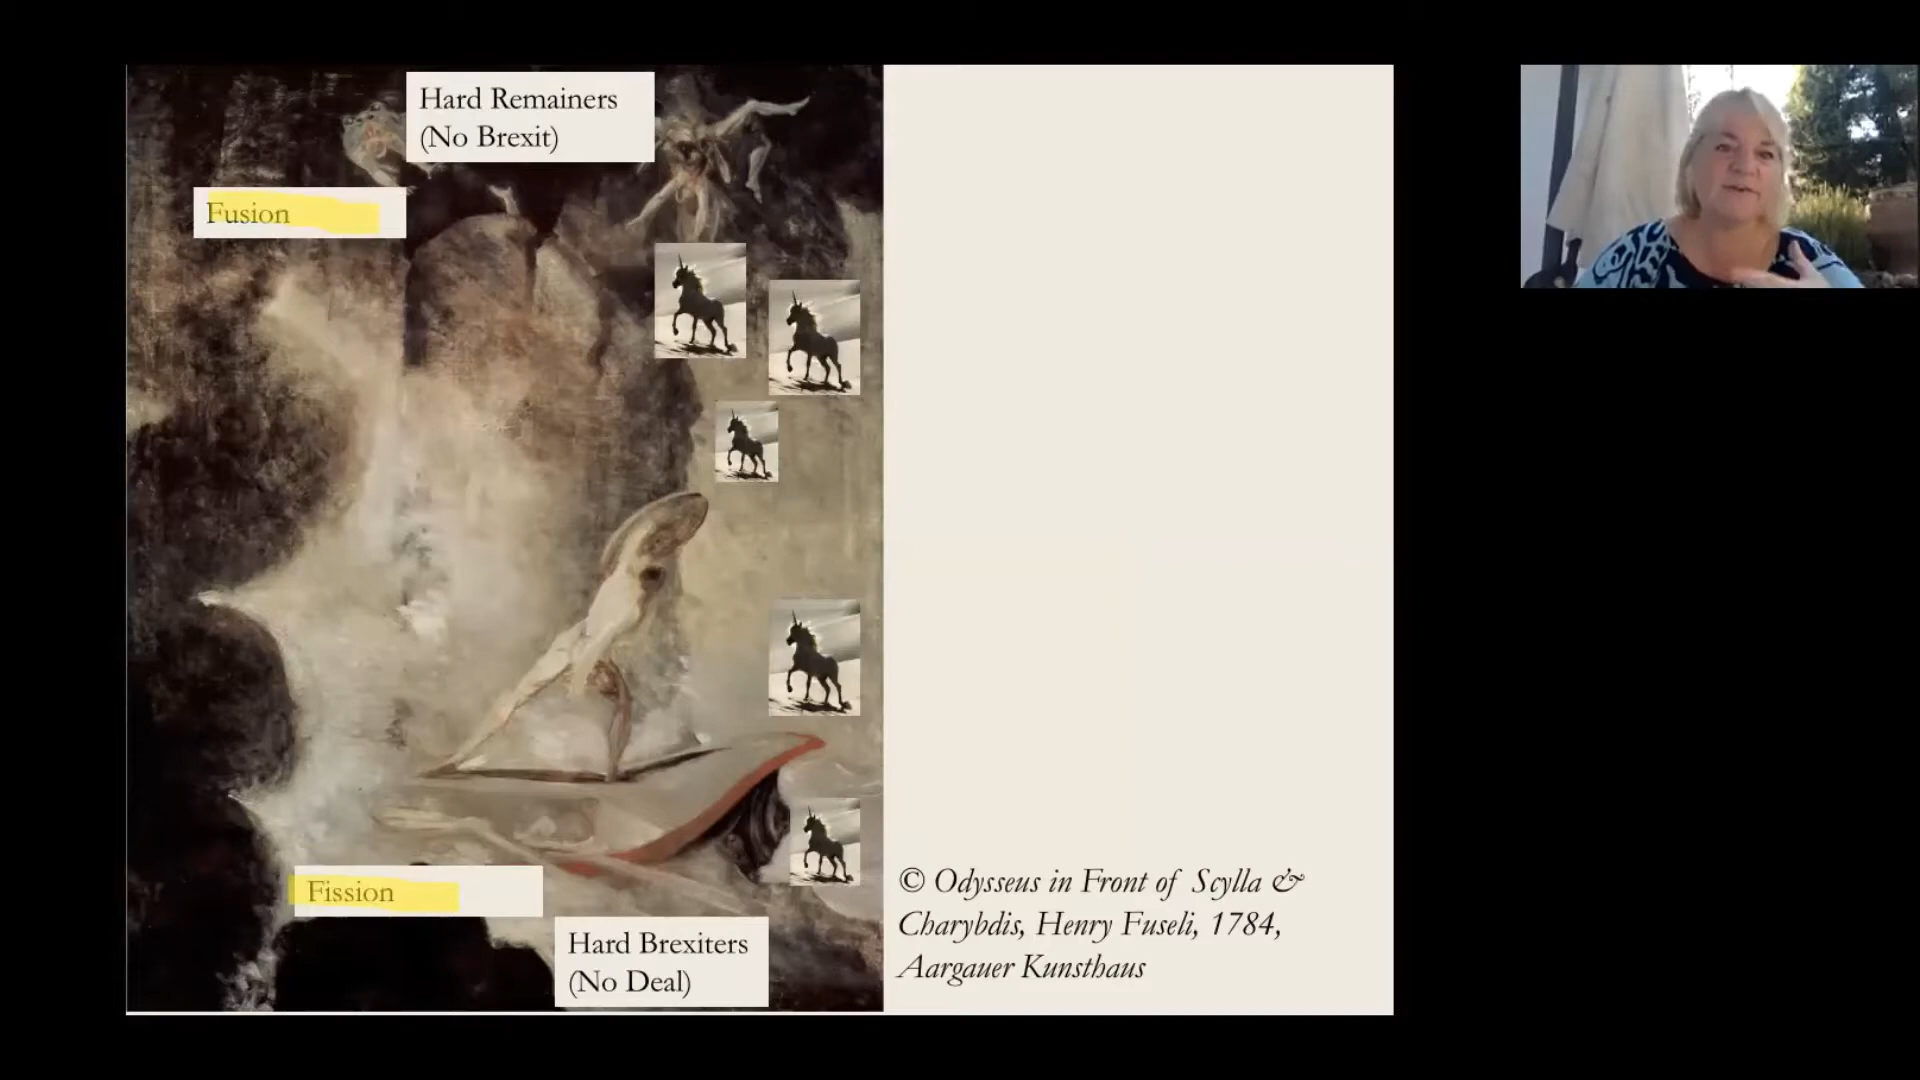 Hard Remainers
(No Brexit)
Fusion
Fission
Hard Brexiters
(No Deal)
© Odysseus in Front of Scylla &
Charybdis, Henry Fuseli, 1784,
Aargauer Kunsthaus